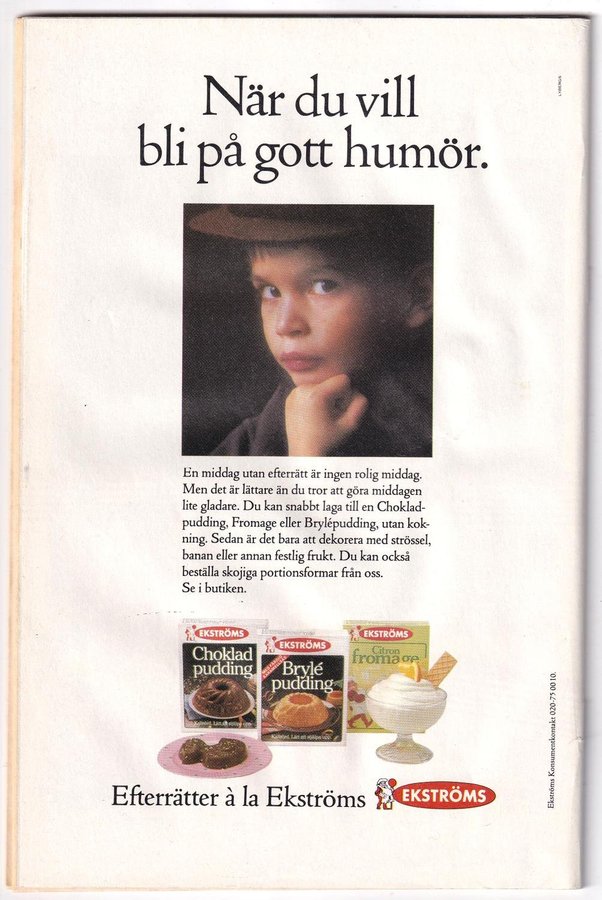 När du vill
bli på gott humör.
LYBERGS
En middag utan efterrätt är ingen rolig middag.
Men det är lättare än du tror att göra middagen
lite gladare. Du kan snabbt laga till en Choklad-
pudding, Fromage eller Brylépudding, utan kok-
ning. Sedan är det bara att dekorera med strössel,
banan eller annan festlig frukt. Du kan också
beställa skojiga portionsformar från oss.
Se i butiken.
EKSTRÖMS
Choklad
pudding
EKSTRÖMS
Brylé
pudding
EKSTRÖMS
Citron
fromage
Efterrätter à la Ekströms
EKSTRÖMS
Ekströms Konsumentkontakt 020-75 00 10.